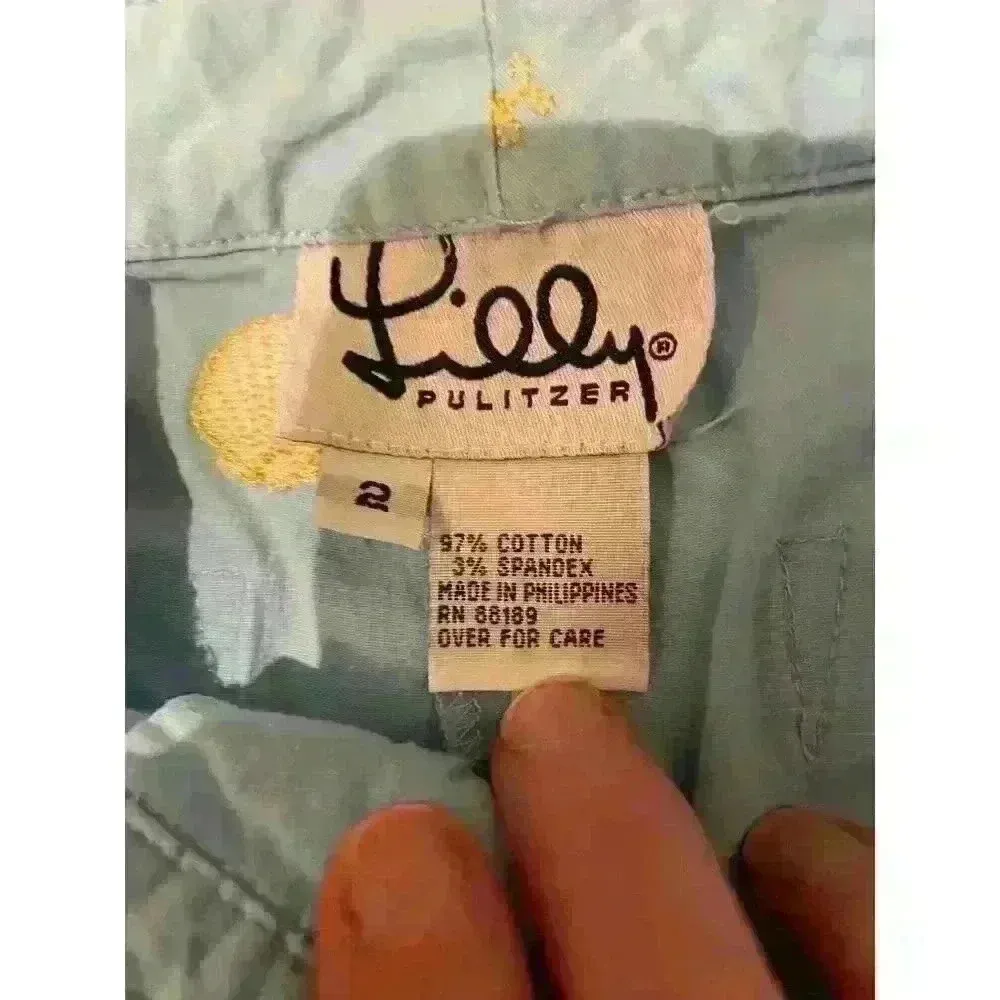 Lilly®
PULITZER
2
97% COTTON
3% SPANDEX
MADE IN PHILIPPINES
RN 88189
OVER FOR CARE